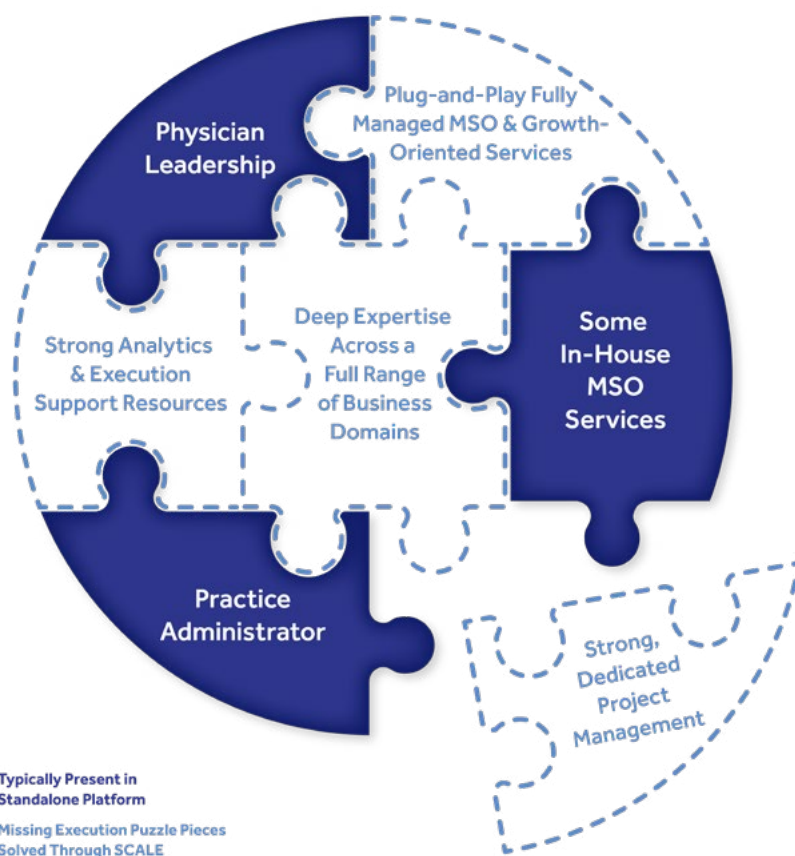 Physician
Leadership
Plug-and-Play Fully
Managed MSO & Growth-
Oriented Services
Strong Analytics
& Execution
Support Resources
Deep Expertise
Across a
Full Range
of Business
Domains
Some
In-House
MSO
Services
Practice
Administrator
Strong,
Dedicated
Project
Management
Typically Present in
Standalone Platform
Missing Execution Puzzle Pieces
Solved Through SCALE